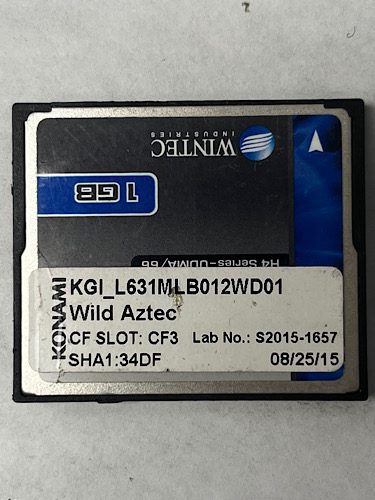 WINTEC
INDUSTRIES
1 GB
H4 Series-UDMA/66
KONAMI
KGI_L631MLB012WD01
Wild Aztec
CF SLOT: CF3 Lab No.: S2015-1657
SHA1:34DF 08/25/15